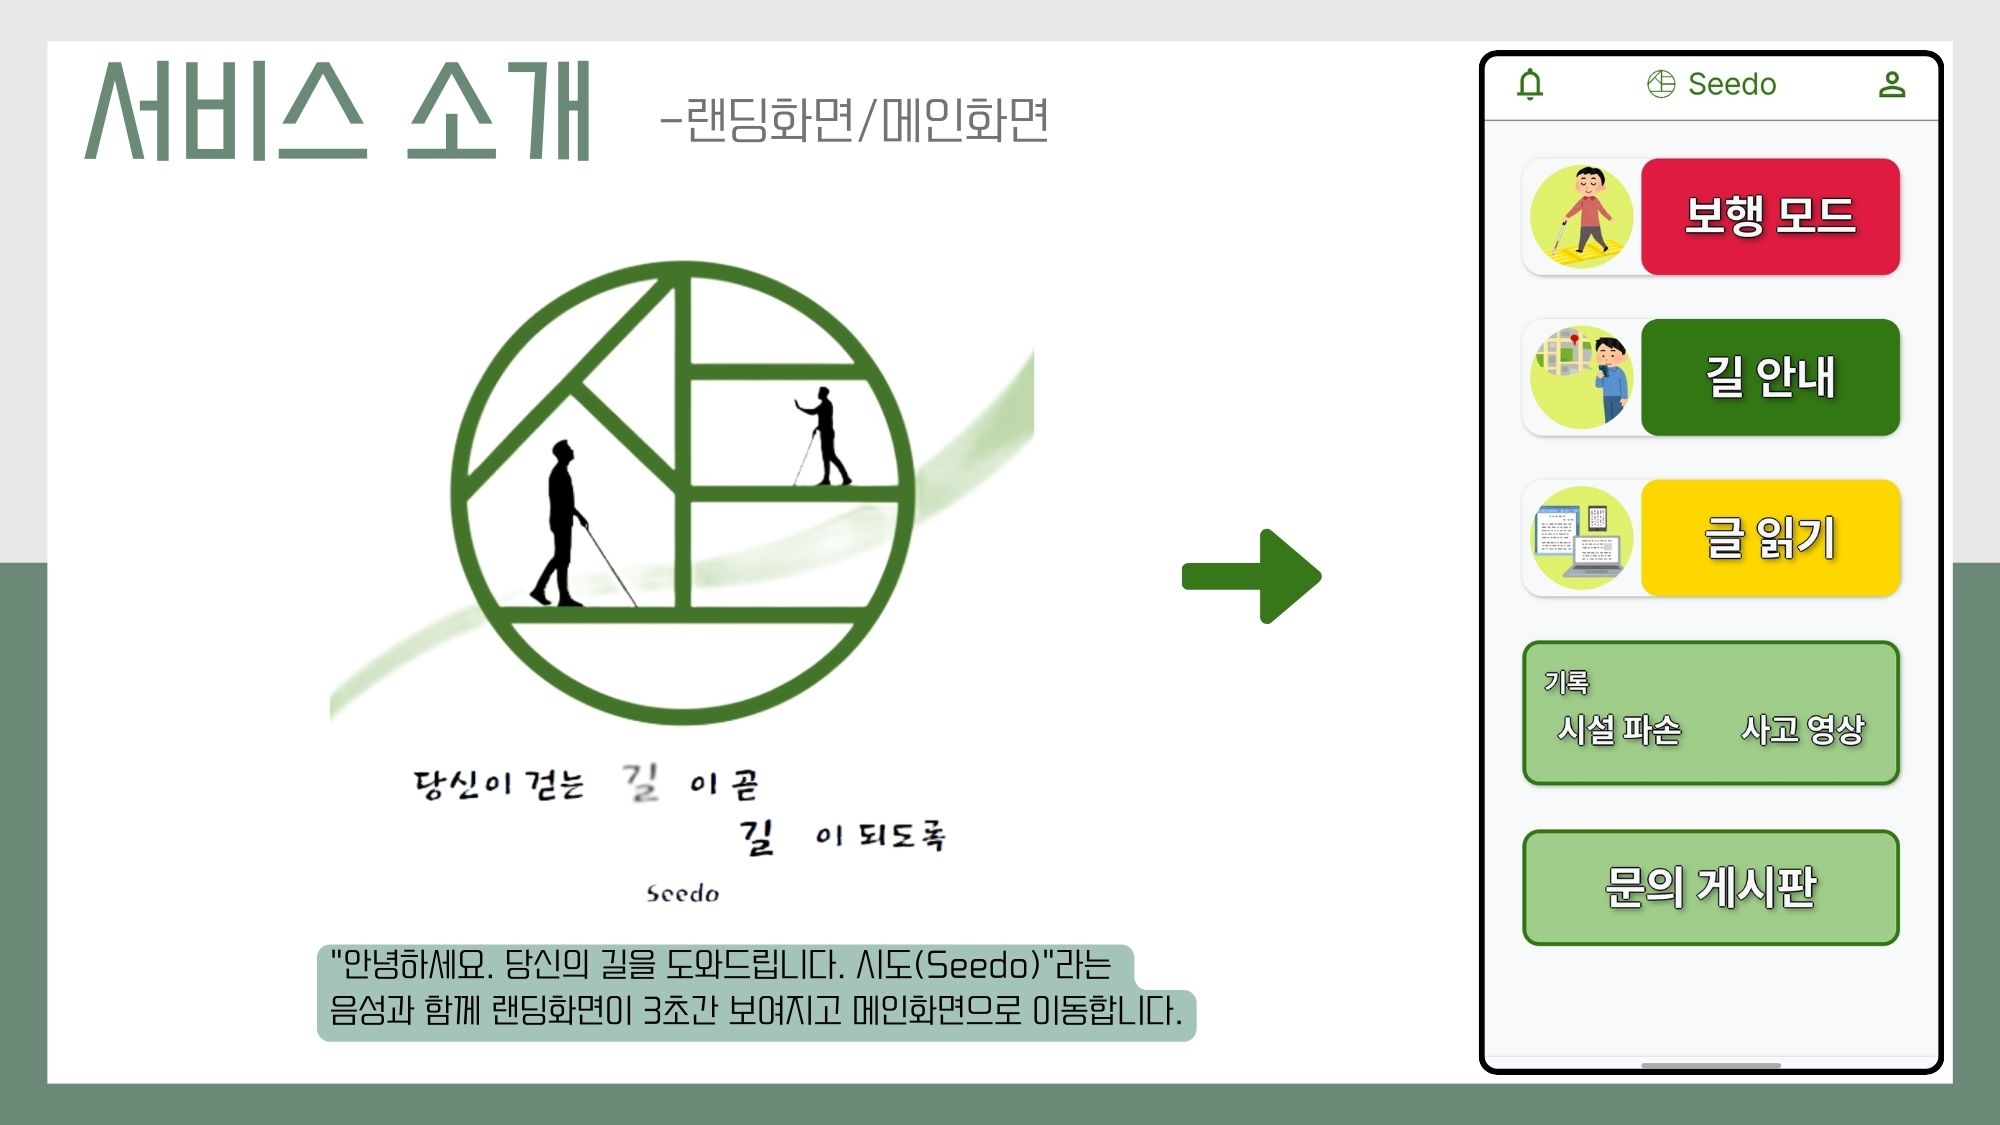 서비스 소개
-랜딩화면/메인화면
당신이 걷는 길 이 곧
길 이 되도록
Seedo
"안녕하세요. 당신의 길을 도와드립니다. 시도(Seedo)"라는
음성과 함께 랜딩화면이 3초간 보여지고 메인화면으로 이동합니다.
Seedo
보행 모드
길 안내
글 읽기
기록
시설 파손 사고 영상
문의 게시판